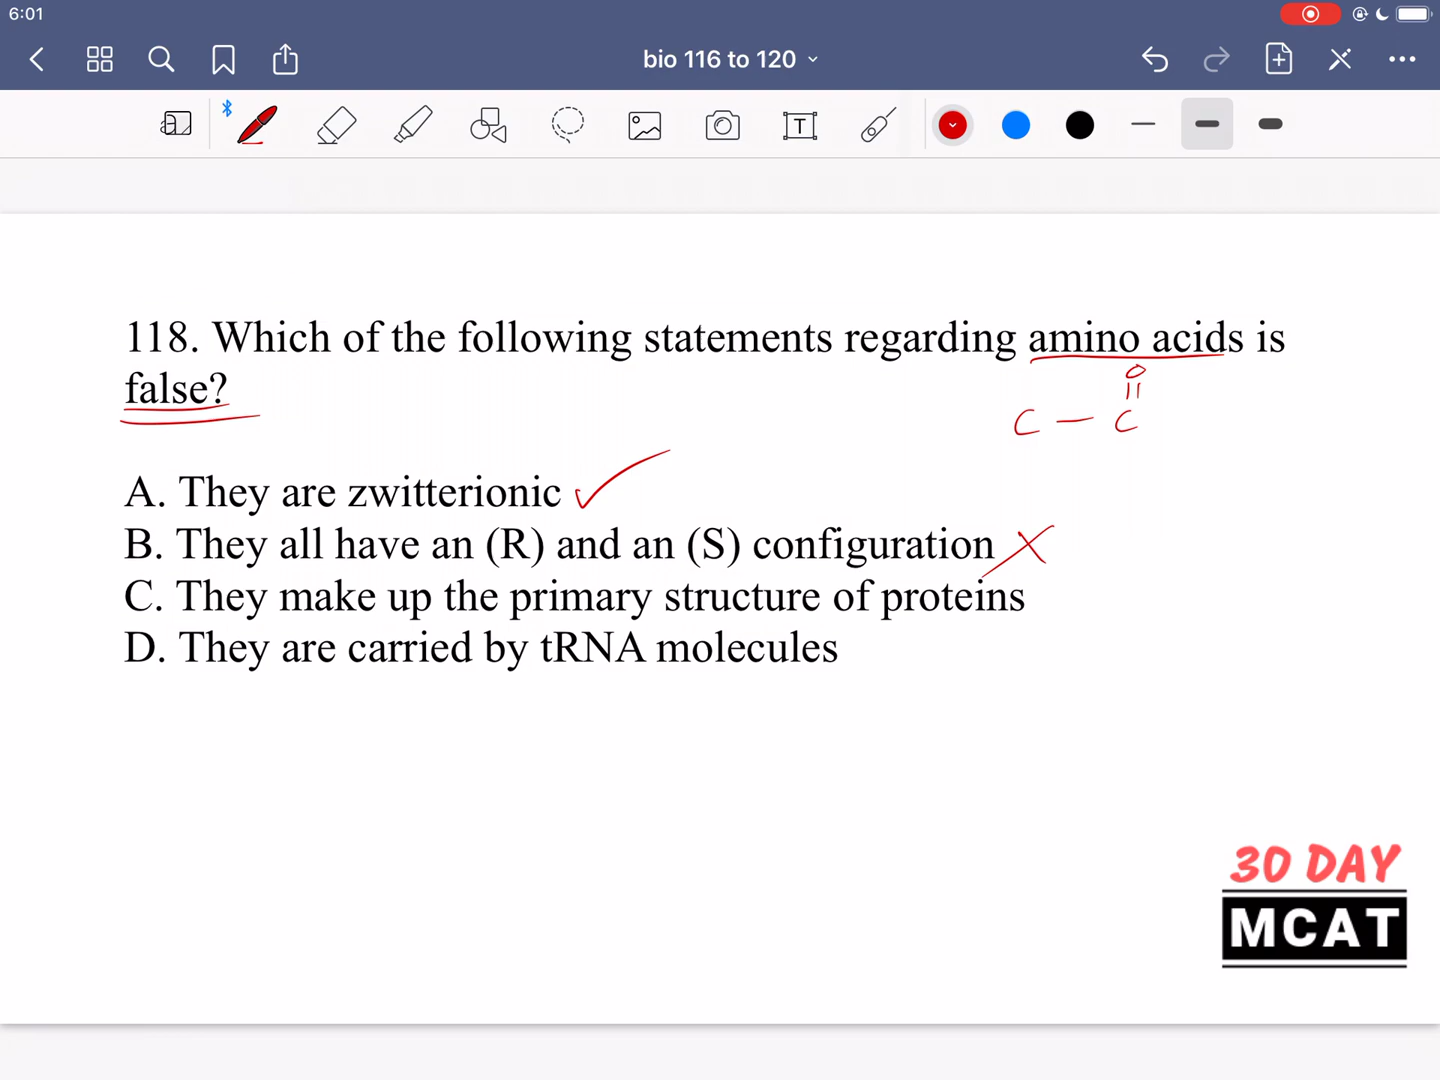 6:01
bio 116 to 120
a
T
118. Which of the following statements regarding amino acids is
false?
O
C — C
A. They are zwitterionic
B. They all have an (R) and an (S) configuration
C. They make up the primary structure of proteins
D. They are carried by tRNA molecules
30 DAY
MCAT